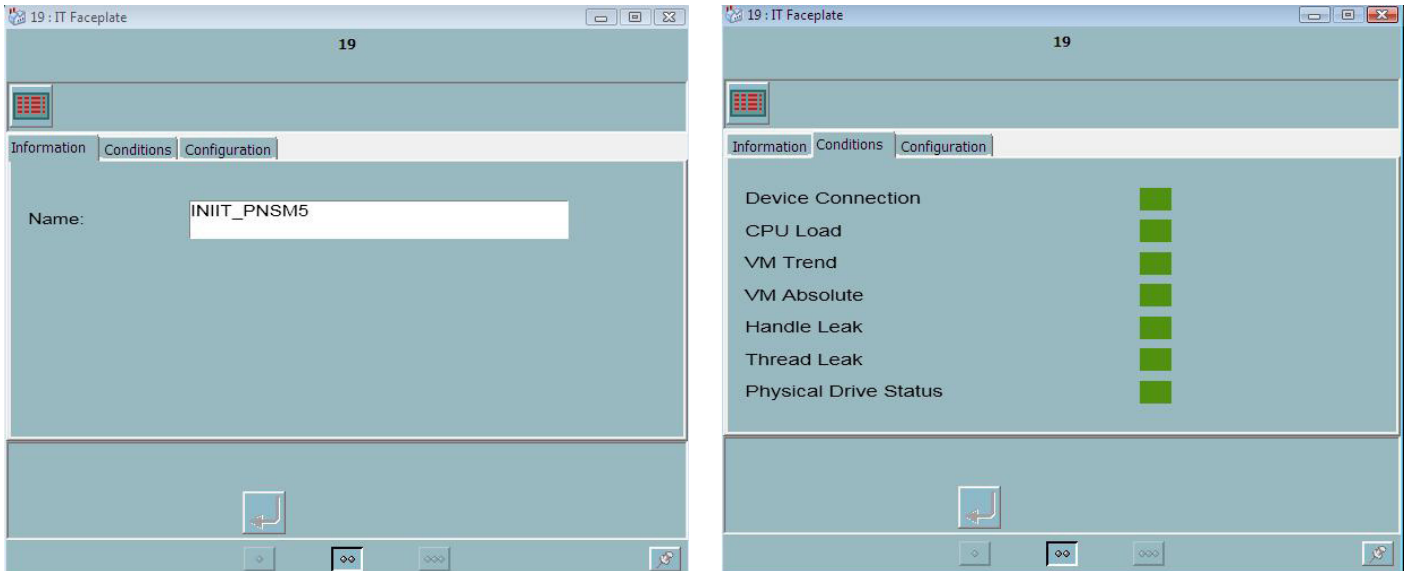 19 : IT Faceplate
19
Information Conditions Configuration
Name: INIIT_PNSM5
19 : IT Faceplate
19
Information Conditions Configuration
Device Connection
CPU Load
VM Trend
VM Absolute
Handle Leak
Thread Leak
Physical Drive Status